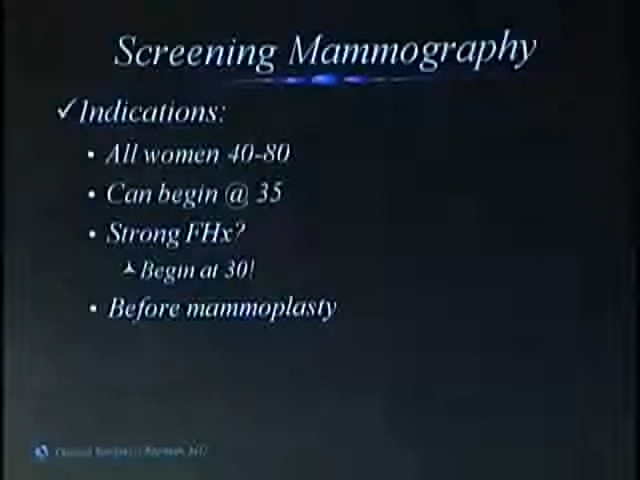 Screening Mammography
✓Indications:
• All women 40-80
• Can begin @ 35
• Strong FHx?
Begin at 30!
• Before mammoplasty